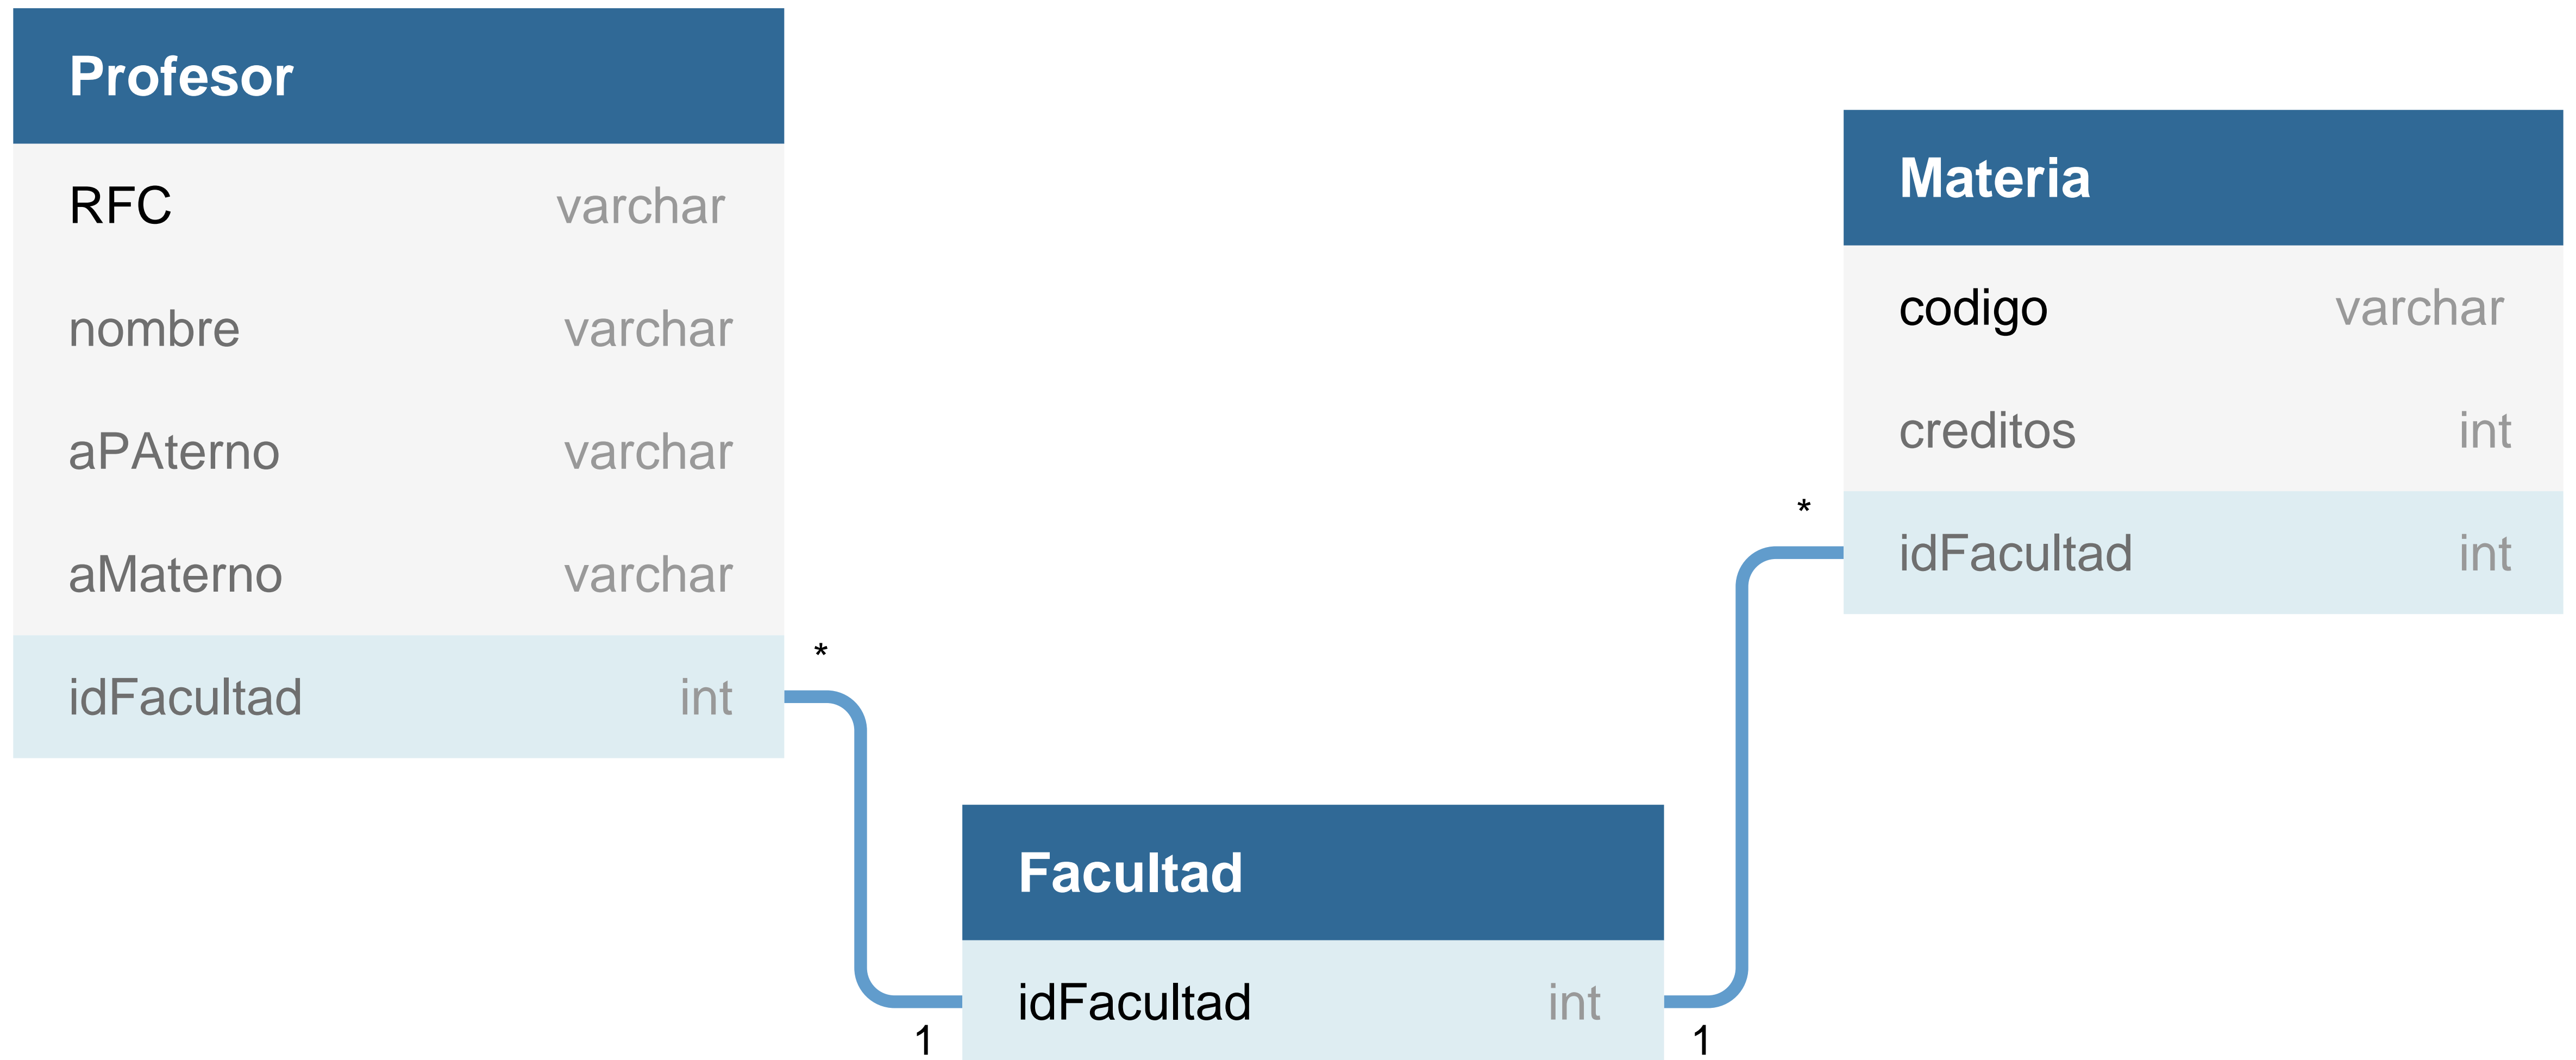 Profesor
RFC varchar
nombre varchar
aPAterno varchar
aMaterno varchar
idFacultad int
*
Materia
codigo varchar
creditos int
idFacultad int
*
Facultad
idFacultad int
1
1